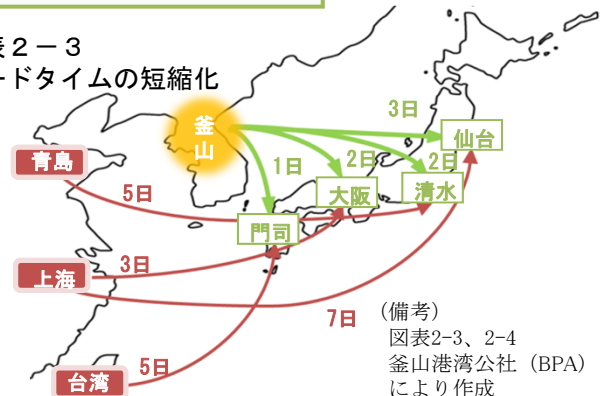 表２－３
ードタイムの短縮化
釜
山
3日
仙台
青島
1日
2日
2日
5日
大阪
清水
門司
3日
上海
7日
(備考)
図表2-3、2-4
釜山港湾公社（BPA）
により作成
5日
台湾